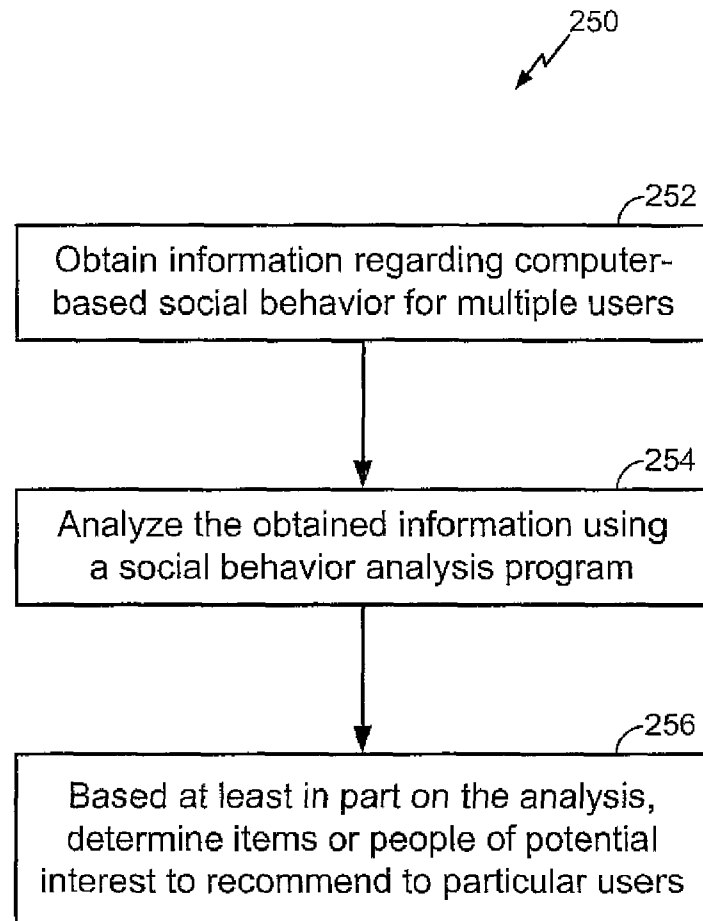 250
252
Obtain information regarding computer-
based social behavior for multiple users
254
Analyze the obtained information using
a social behavior analysis program
256
Based at least in part on the analysis,
determine items or people of potential
interest to recommend to particular users